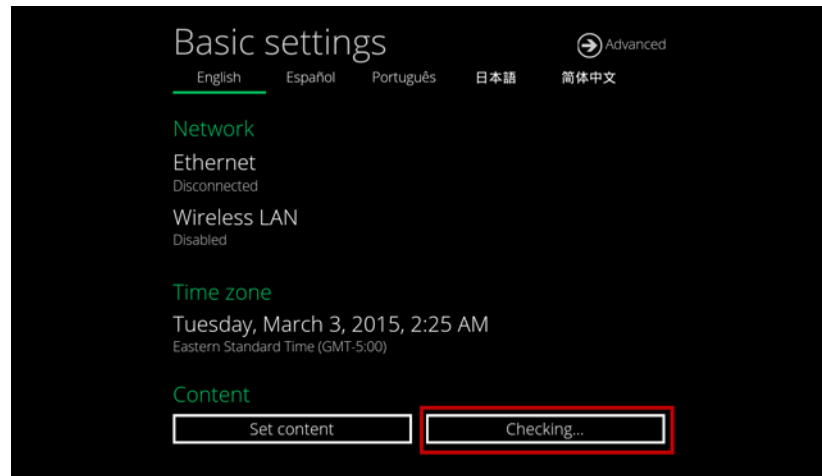 Basic settings
Advanced
English Español Português 日本語 简体中文
Network
Ethernet
Disconnected
Wireless LAN
Disabled
Time zone
Tuesday, March 3, 2015, 2:25 AM
Eastern Standard Time (GMT-5:00)
Content
Set content Checking...